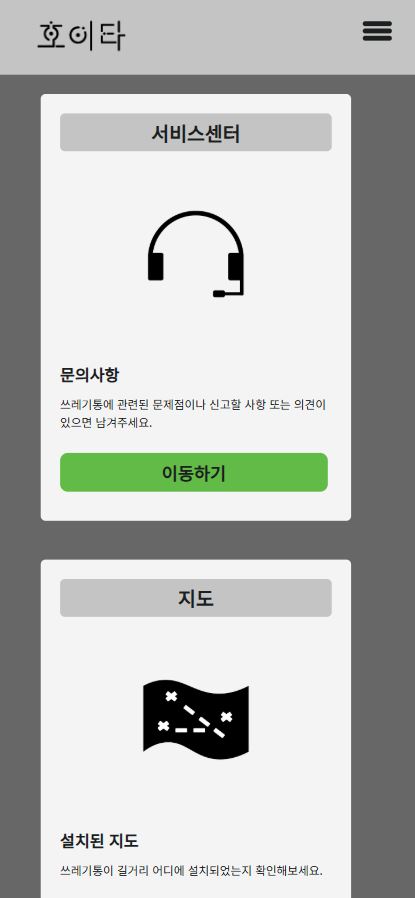 호이다
서비스센터
문의사항
쓰레기통에 관련된 문제점이나 신고할 사항 또는 의견이
있으면 남겨주세요.
이동하기
지도
설치된 지도
쓰레기통이 길거리 어디에 설치되었는지 확인해보세요.